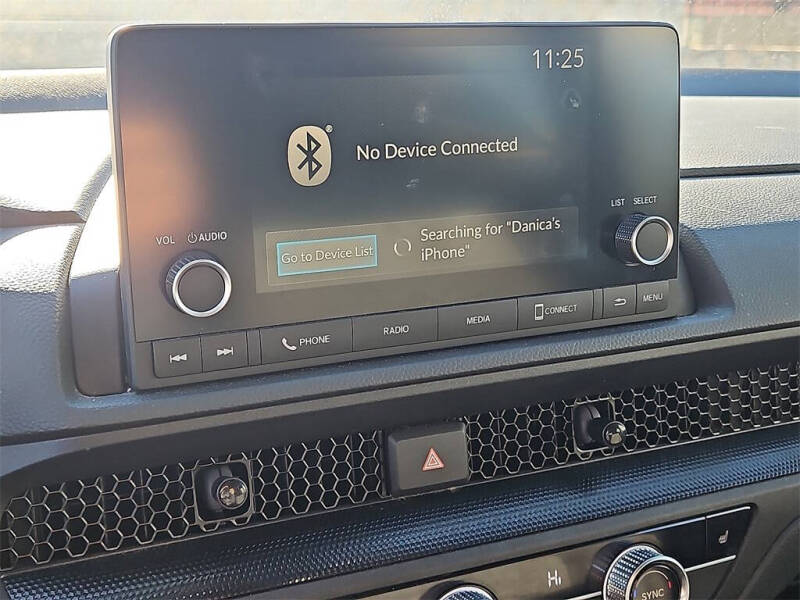 11:25
®
No Device Connected
LIST SELECT
VOL AUDIO
Go to Device List
Searching for "Danica's
iPhone"
PHONE
RADIO
MEDIA
CONNECT
MENU
Hi
SYNC